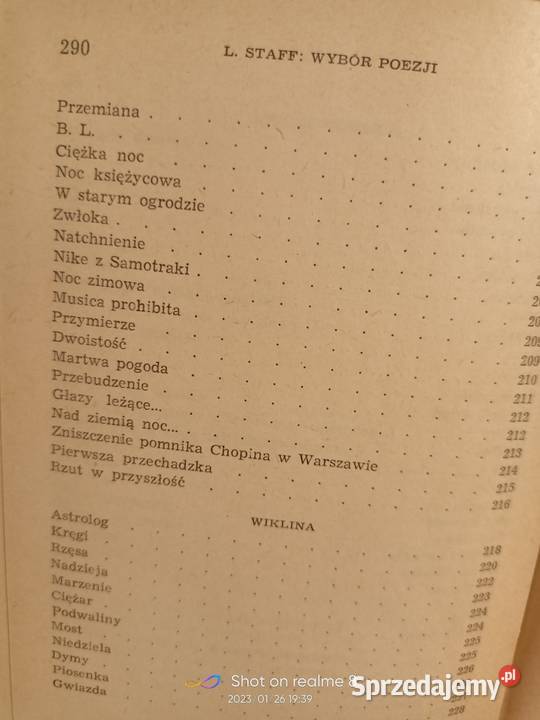 290 L. STAFF: WYBÓR POEZJI
Przemiana
B. L.
Ciężka noc
Noc księżycowa
W starym ogrodzie
Zwłoka
Natchnienie
Nike z Samotraki
Noc zimowa
Musica prohibita 209
Przymierze 209
Dwoistość 210
Martwa pogoda 211
Przebudzenie 212
Głazy leżące... 212
Nad ziemią noc... 213
Zniszczenie pomnika Chopina w Warszawie 214
Pierwsza przechadzka 215
Rzut w przyszłość 216
WIKLINA
Astrolog 218
Kręgi 220
Rzęsa 222
Nadzieja 223
Marzenie 224
Ciężar 224
Podwaliny 225
Most 225
Niedziela 226
Dymy
Piosenka 228
Gwiazda
Shot on realme 8
2023/01/26 19:39
Sprzedajemy.pl